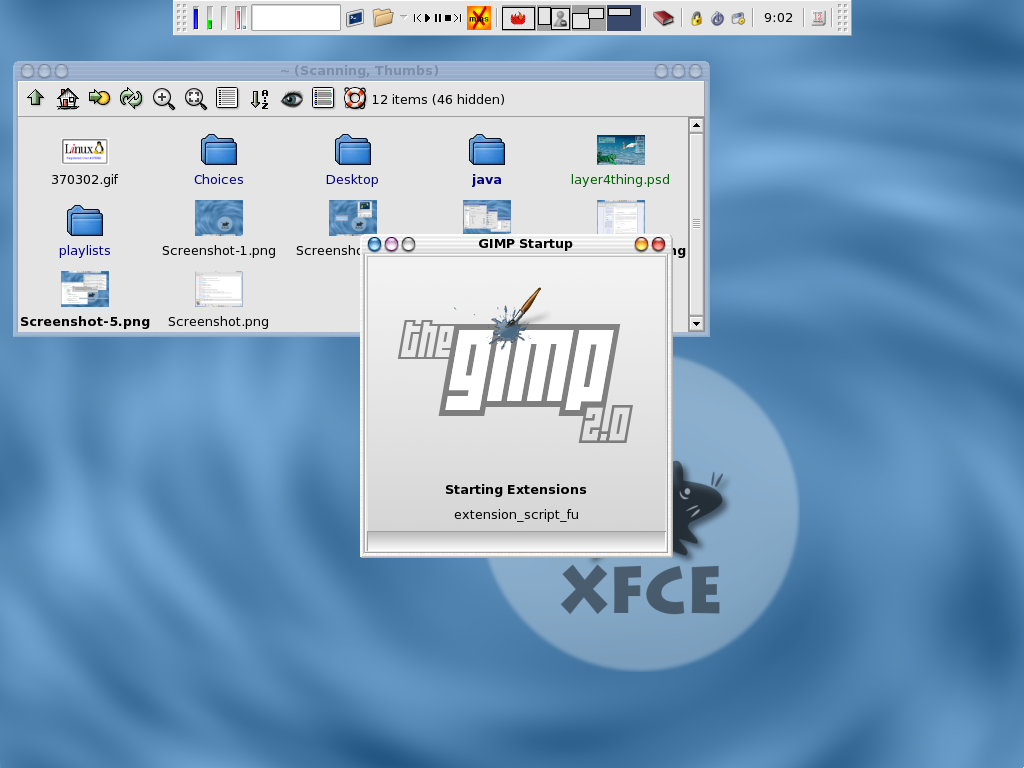 9:02
~ (Scanning, Thumbs)
12 items (46 hidden)
370302.gif
Choices
Desktop
java
layer4thing.psd
playlists
Screenshot-1.png
Screensho
ng
Screenshot-5.png
Screenshot.png
Linux
GIMP Startup
the
gimp
2.0
Starting Extensions
extension_script_fu
XFCE